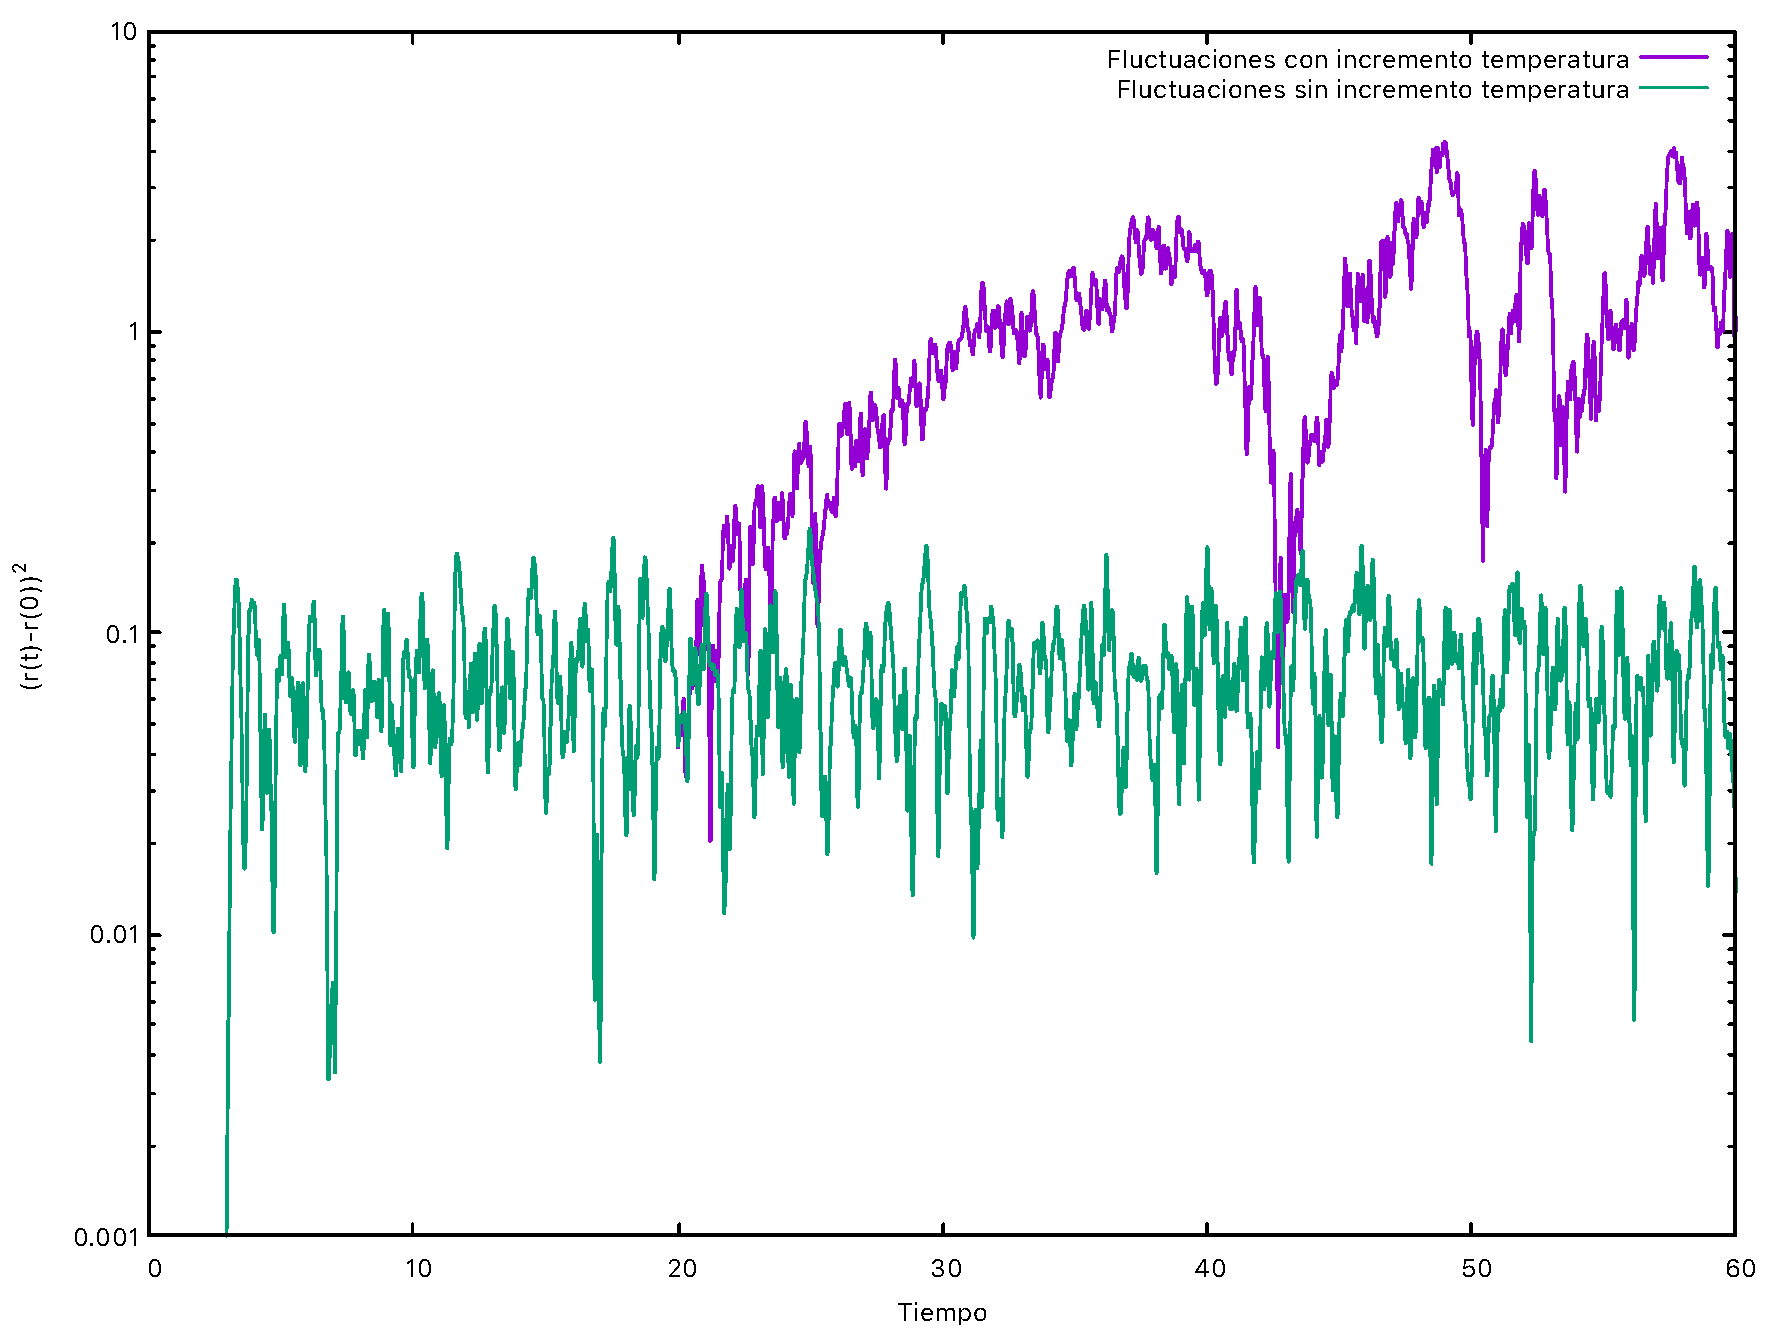 Fluctuaciones con incremento temperatura
Fluctuaciones sin incremento temperatura
10
1
0.1
0.01
0.001
(r(t)-r(0))²
0 10 20 30 40 50 60
Tiempo